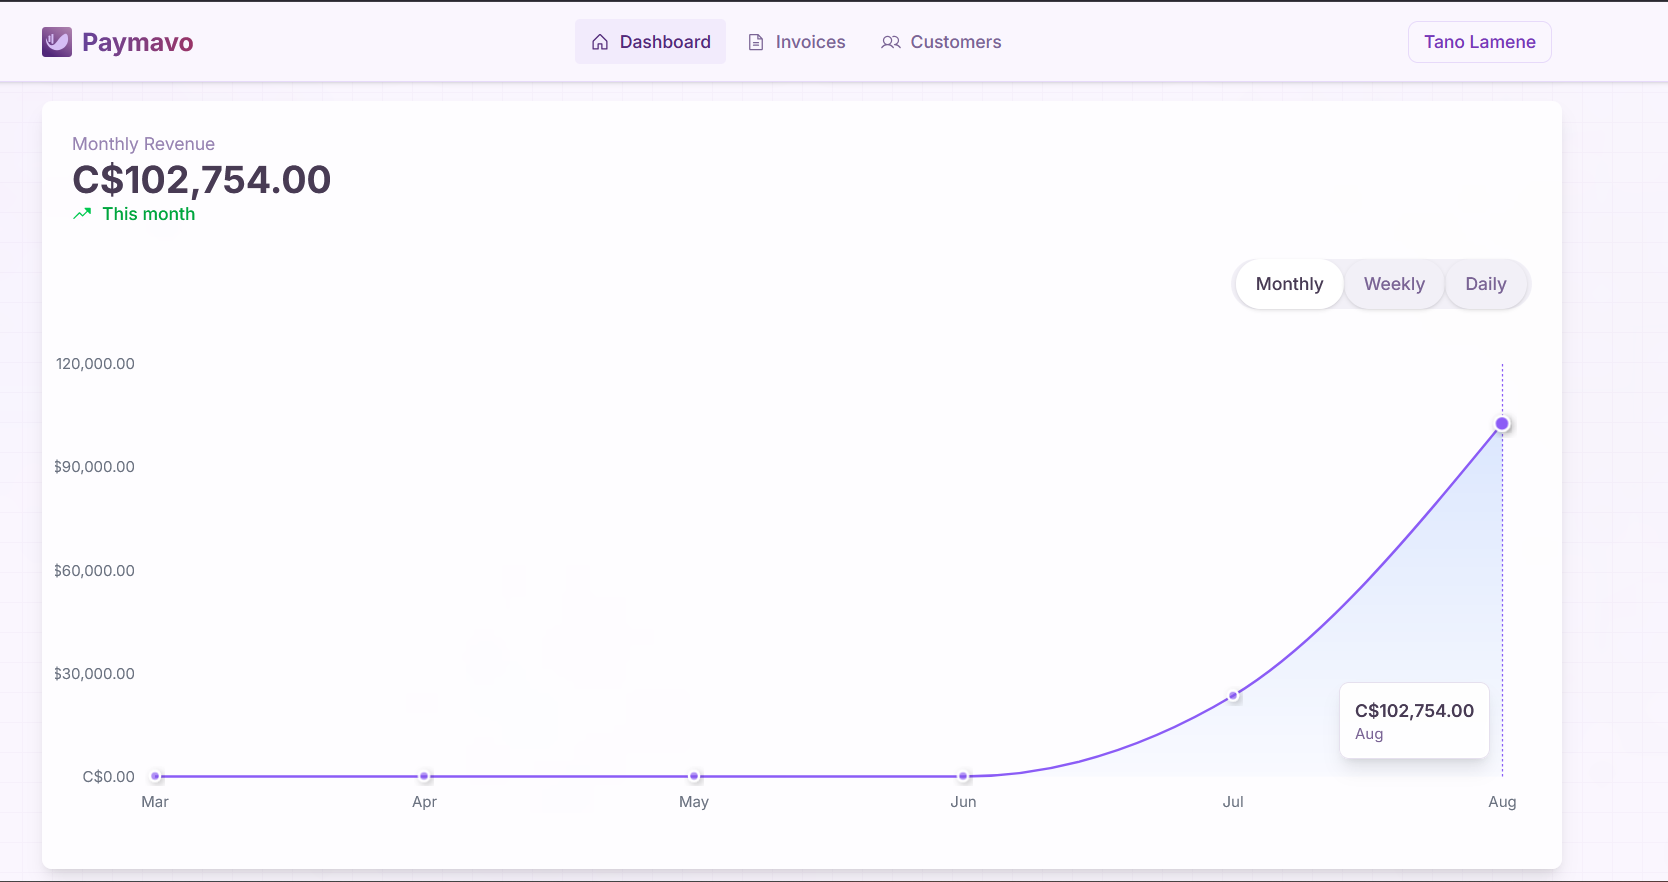 Paymavo
Dashboard
Invoices
Customers
Tano Lamene
Monthly Revenue
C$102,754.00
This month
Monthly
Weekly
Daily
120,000.00
$90,000.00
$60,000.00
$30,000.00
C$0.00
C$102,754.00
Aug
Mar
Apr
May
Jun
Jul
Aug